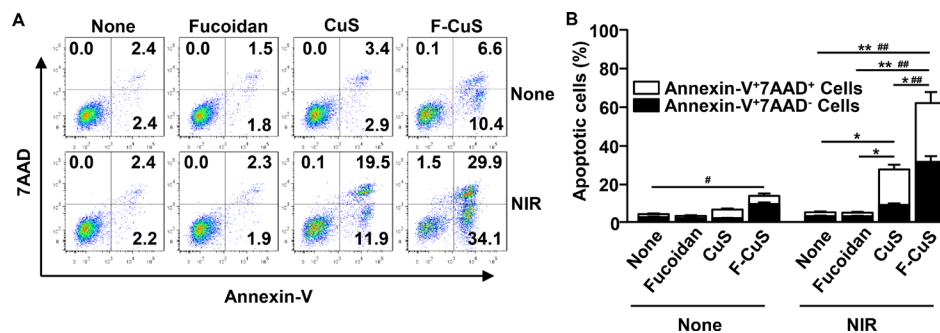 A
None Fucoidan CuS F-CuS
0.0 2.4 0.0 1.5 0.0 3.4 0.1 6.6
None
2.4 1.8 2.9 10.4
0.0 2.4 0.0 2.3 0.1 19.5 1.5 29.9
NIR
2.2 1.9 11.9 34.1
7AAD
Annexin-V
B
Apoptotic cells (%)
100
80
60
40
20
0
** ##
** ##
* ##
Annexin-V⁺7AAD⁺ Cells
Annexin-V⁺7AAD⁻ Cells
*
*
#
None Fucoidan CuS F-CuS None Fucoidan CuS F-CuS
None NIR